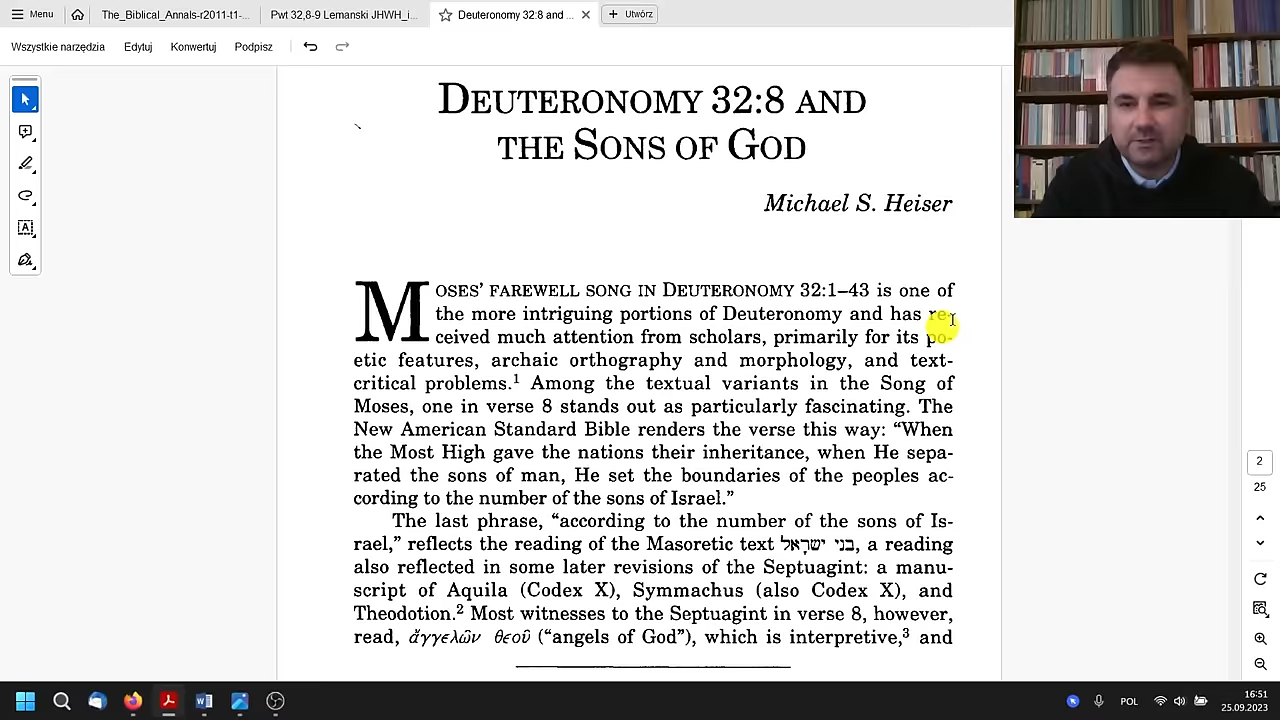 Menu
The_Biblical_Annals-r2011-t1-...
Pwt 32,8-9 Lemanski JHWH_i...
Deuteronomy 32:8 and ...
Utwórz
Wszystkie narzędzia
Edytuj
Konwertuj
Podpisz
DEUTERONOMY 32:8 AND
THE SONS OF GOD
Michael S. Heiser
MOSES' FAREWELL SONG IN DEUTERONOMY 32:1–43 is one of
the more intriguing portions of Deuteronomy and has re-
ceived much attention from scholars, primarily for its po-
etic features, archaic orthography and morphology, and text-
critical problems.1 Among the textual variants in the Song of
Moses, one in verse 8 stands out as particularly fascinating. The
New American Standard Bible renders the verse this way: “When
the Most High gave the nations their inheritance, when He sepa-
rated the sons of man, He set the boundaries of the peoples ac-
cording to the number of the sons of Israel.”
The last phrase, “according to the number of the sons of Is-
rael,” reflects the reading of the Masoretic text בני ישׂרָאל, a reading
also reflected in some later revisions of the Septuagint: a manu-
script of Aquila (Codex X), Symmachus (also Codex X), and
Theodotion.2 Most witnesses to the Septuagint in verse 8, however,
read, ἄγγελῶν θεοῦ (“angels of God”), which is interpretive,3 and
2
25
POL
16:51
25.09.2023